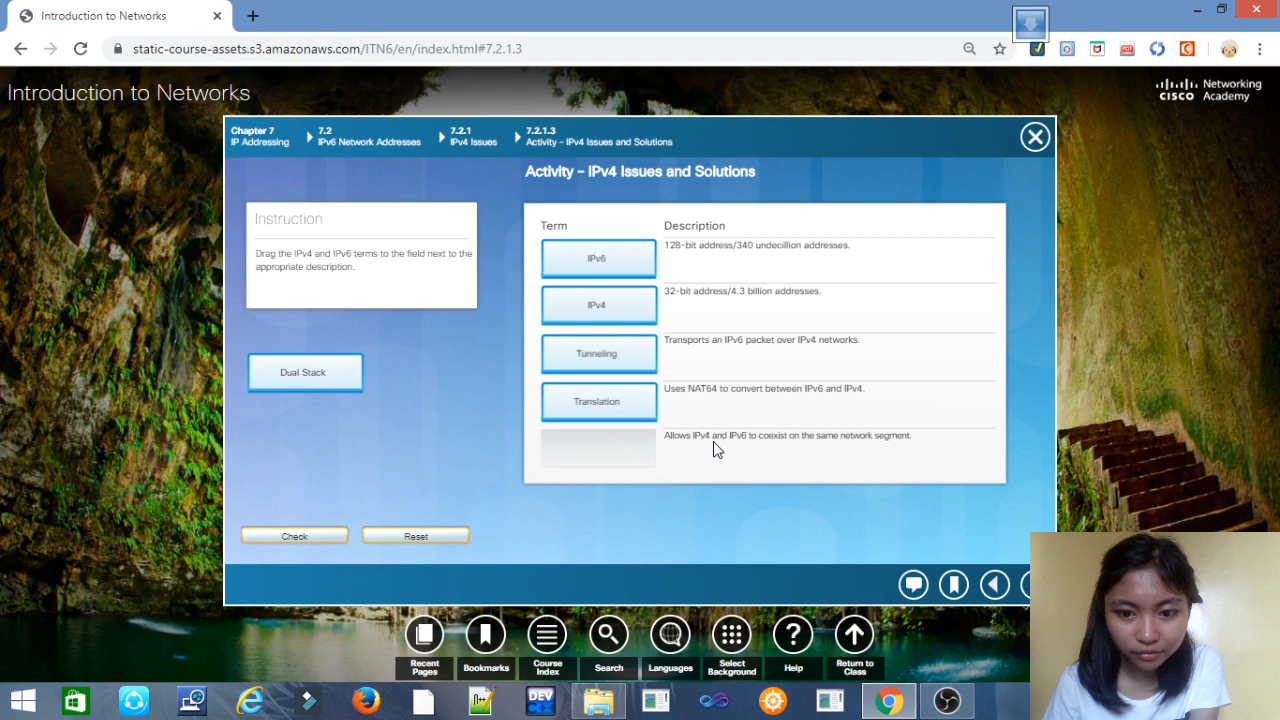 Introduction to Networks
static-course-assets.s3.amazonaws.com/ITN6/en/index.html#7.2.1.3
Introduction to Networks
CISCO
Networking
Academy
Chapter 7
IP Addressing
7.2
IPv6 Network Addresses
7.2.1
IPv4 Issues
7.2.1.3
Activity – IPv4 Issues and Solutions
Activity – IPv4 Issues and Solutions
Instruction
Drag the IPv4 and IPv6 terms to the field next to the
appropriate description.
Dual Stack
Term
Description
IPv6
128-bit address/340 undecillion addresses.
IPv4
32-bit address/4.3 billion addresses.
Tunneling
Transports an IPv6 packet over IPv4 networks.
Translation
Uses NAT64 to convert between IPv6 and IPv4.
Allows IPv4 and IPv6 to coexist on the same network segment.
Check
Reset
Recent
Pages
Bookmarks
Course
Index
Search
Languages
Select
Background
Help
Return to
Class
DEV